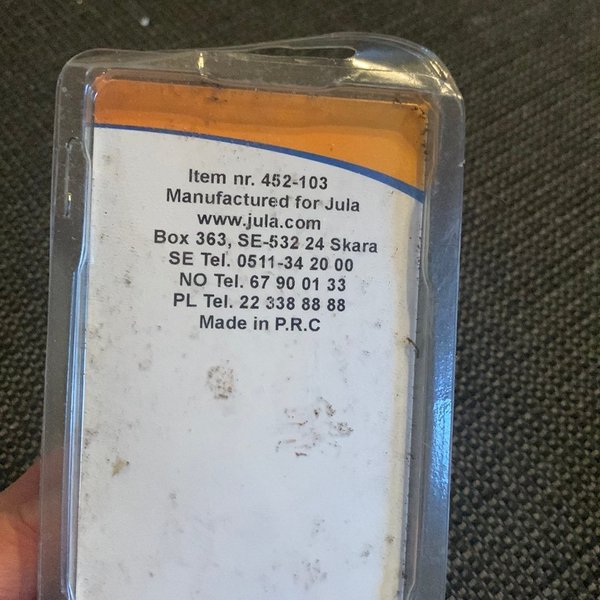 Item nr. 452-103
Manufactured for Jula
www.jula.com
Box 363, SE-532 24 Skara
SE Tel. 0511-34 20 00
NO Tel. 67 90 01 33
PL Tel. 22 338 88 88
Made in P.R.C